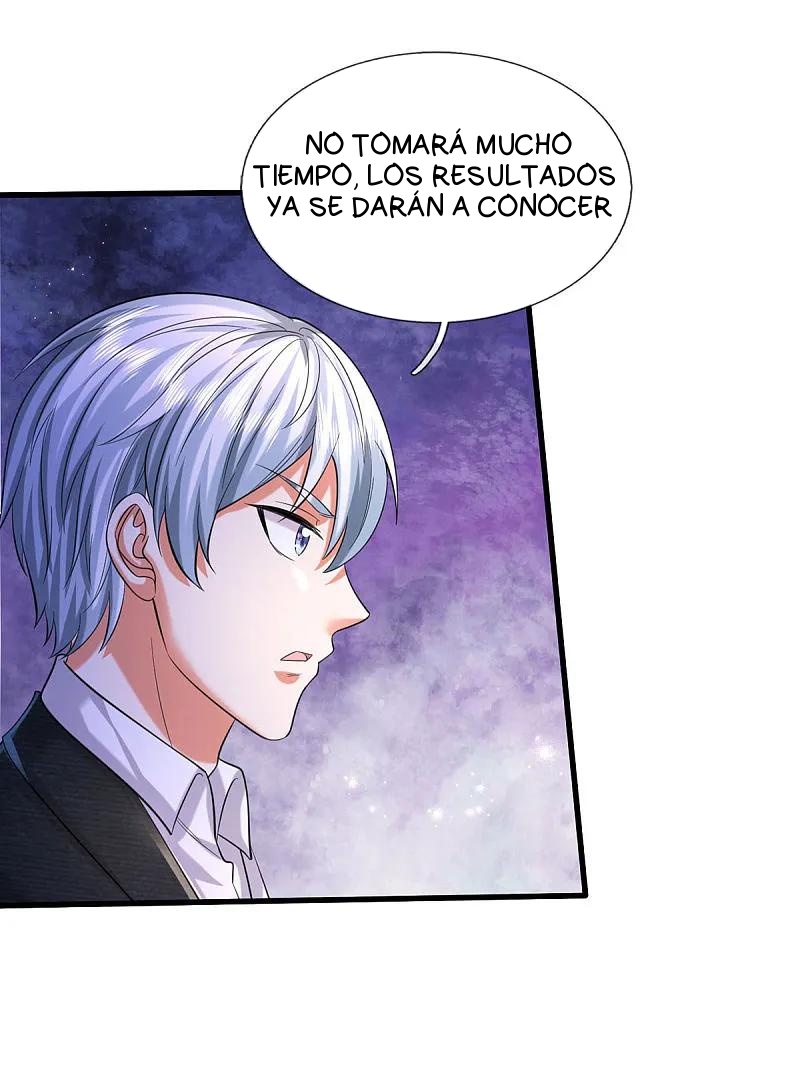 NO TOMARÁ MUCHO
TIEMPO, LOS RESULTADOS
YA SE DARÁN A CONOCER